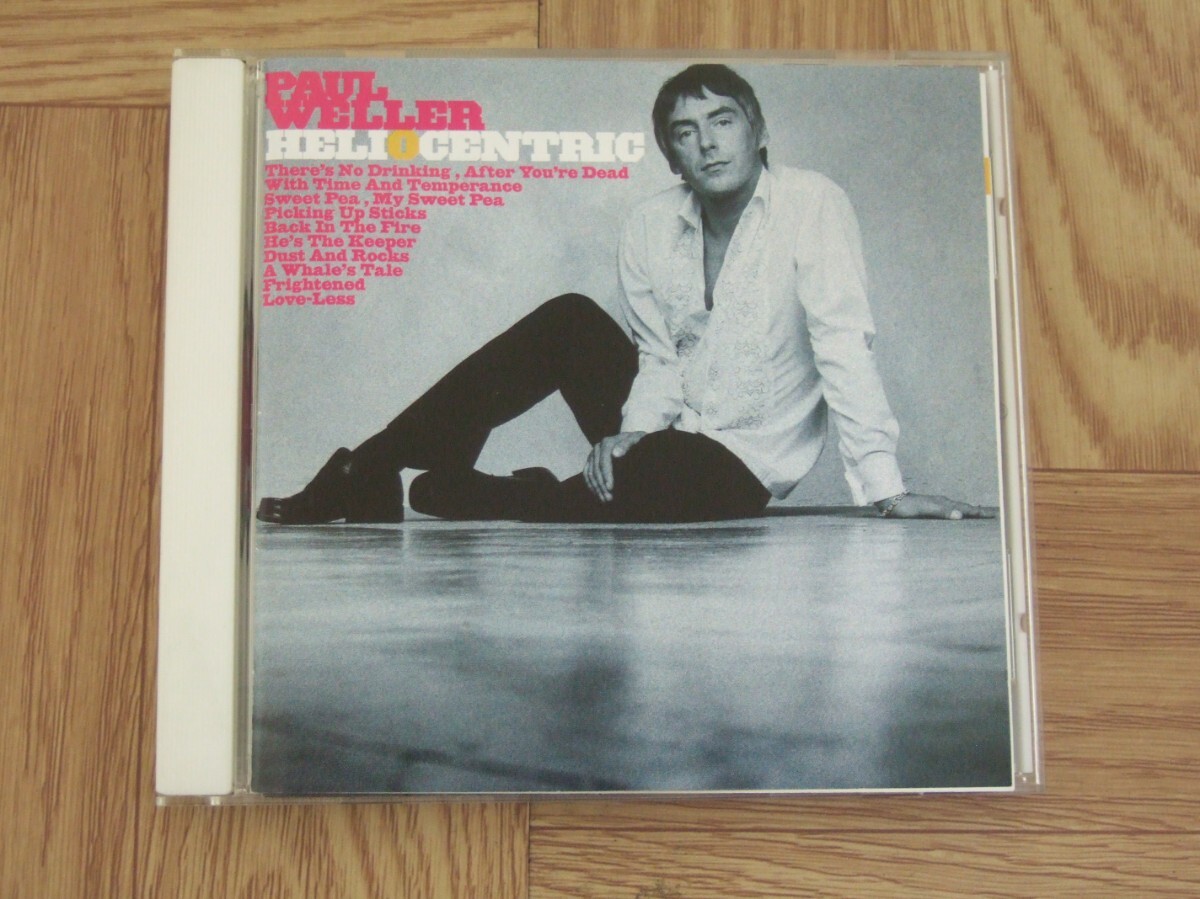 PAUL
WELLER
HELIOCENTRIC
There's No Drinking, After You're Dead
With Time And Temperance
Sweet Pea, My Sweet Pea
Picking Up Sticks
Back In The Fire
He's The Keeper
Dust And Rocks
A Whale's Tale
Frightened
Love-Less